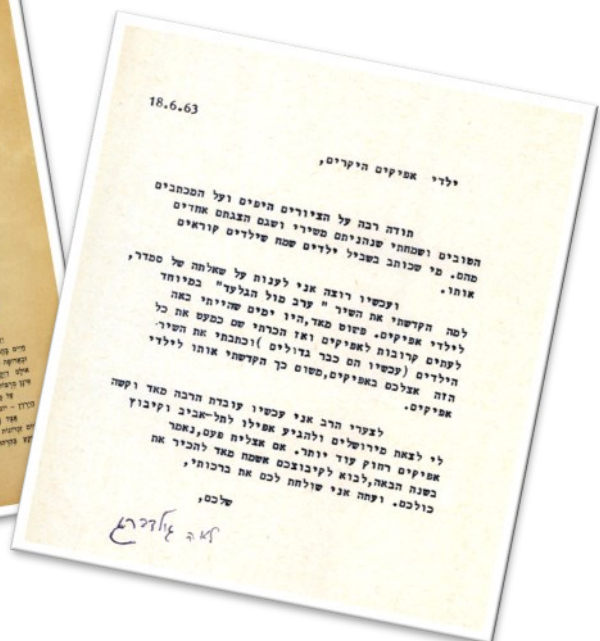 18.6.63
ילדי אפיקים היקרים,
תודה רבה על הציורים היפים ועל המכתבים
הטובים ושמחתי שנהניתם משירי ושגם הצגתם אחדים
מהם. מי שכותב בשביל ילדים שמח שילדים קוראים
אותו.
ועכשיו רוצה אני לענות על שאלתה של סמדר,
למה הקדשתי את השיר "ערב מול הגלעד" במיוחד
לילדי אפיקים. פשוט מאד, היו ימים שהייתי באה
לעתים קרובות לאפיקים ואז הכרתי שם כמעט את כל
הילדים (עכשיו הם כבר גדולים )וכתבתי את השיר
הזה אצלכם באפיקים,משום כך הקדשתי אותו לילדי
אפיקים.
לצערי הרב אני עכשיו עובדת הרבה מאד וקשה
לי לצאת מירושלים ולהגיע אפילו לתל-אביב וקיבוץ
אפיקים רחוק עוד יותר. אם אצליח פעם,נאמר
בשנה הבאה,לבוא לקיבוצכם אשמח מאד להכיר את
כולכם. ועתה אני שולחת לכם את ברכותי,
שלכם,
לאה גולדברג